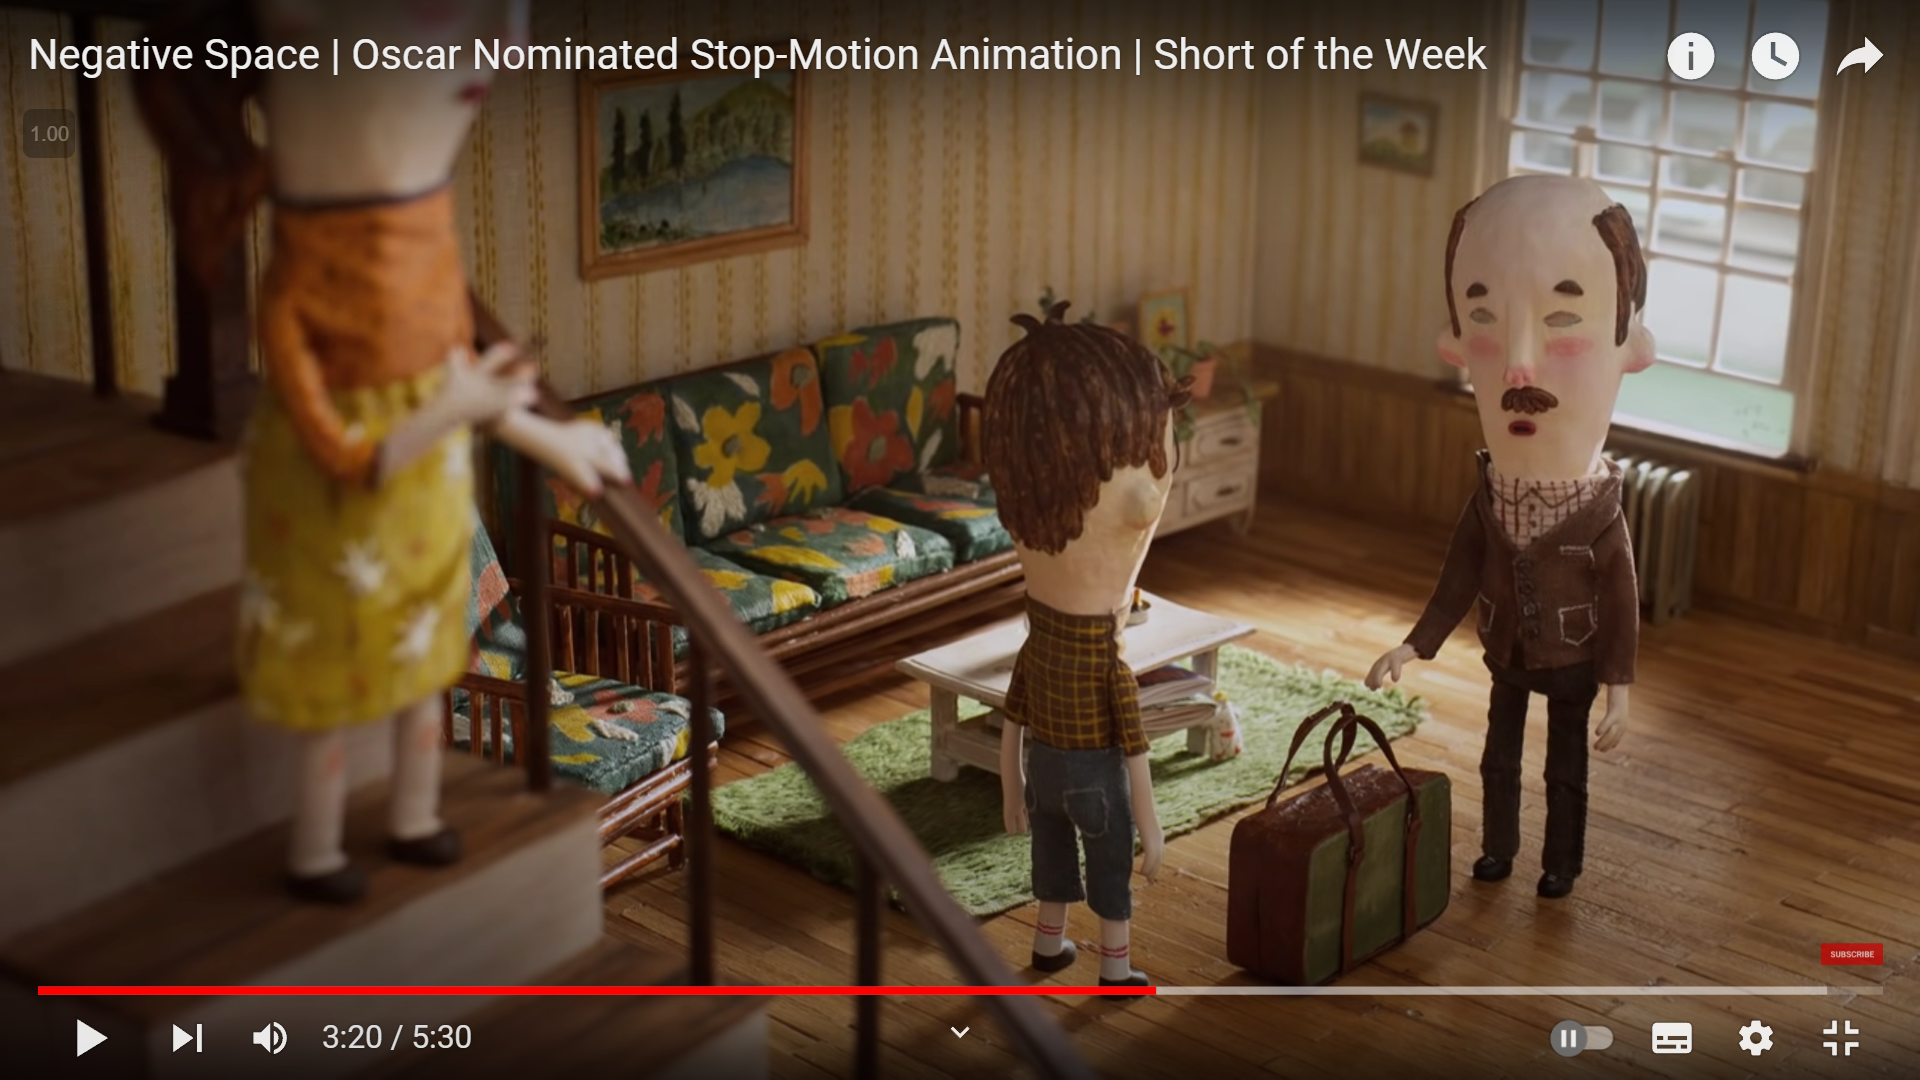 Negative Space | Oscar Nominated Stop-Motion Animation | Short of the Week
1.00
SUBSCRIBE
3:20 / 5:30